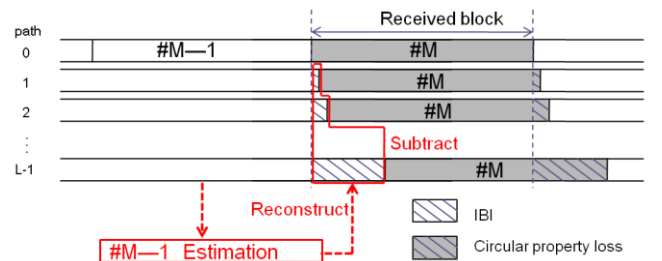 path
Received block
0
#M—1
#M
1
#M
2
#M
⋮
Subtract
L-1
#M
Reconstruct
IBI
#M—1 Estimation
Circular property loss